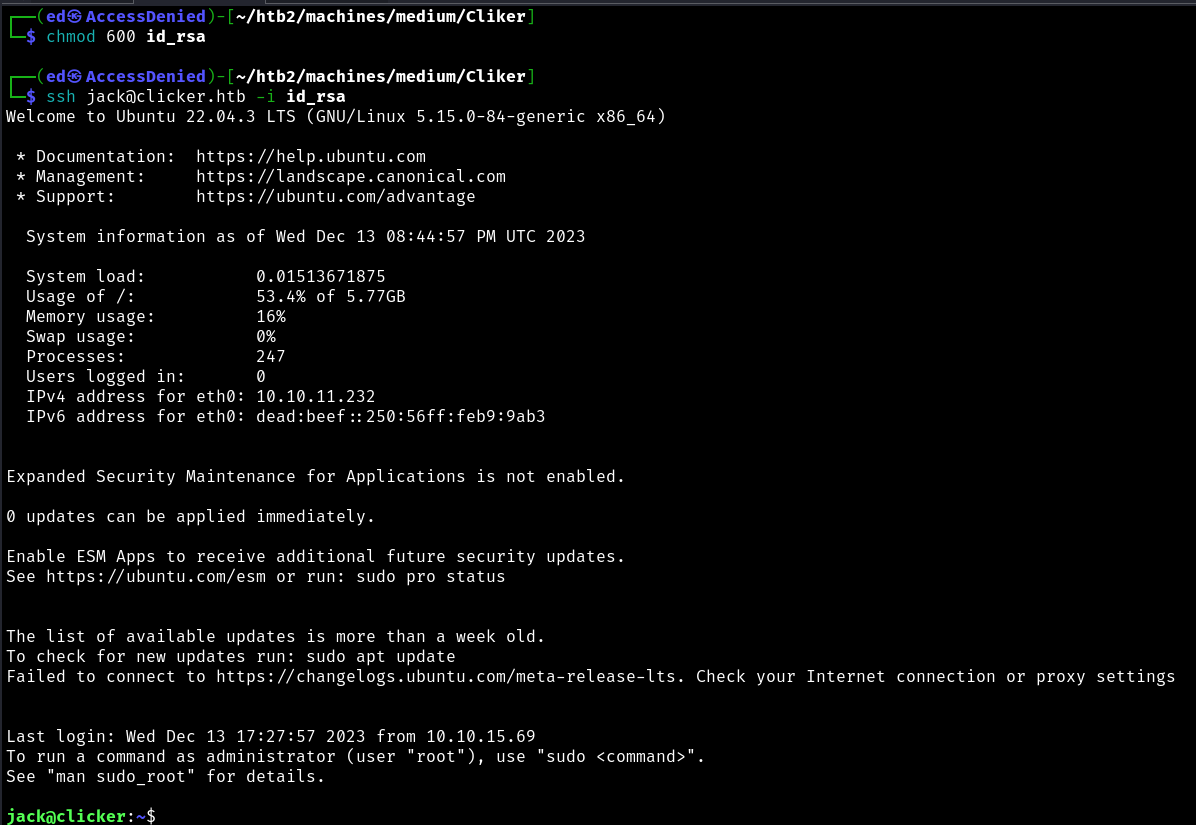 ┌──(ed㉿AccessDenied)-[~/htb2/machines/medium/Cliker]
└─$ chmod 600 id_rsa
┌──(ed㉿AccessDenied)-[~/htb2/machines/medium/Cliker]
└─$ ssh jack@clicker.htb -i id_rsa
Welcome to Ubuntu 22.04.3 LTS (GNU/Linux 5.15.0-84-generic x86_64)
* Documentation:  https://help.ubuntu.com
* Management:     https://landscape.canonical.com
* Support:        https://ubuntu.com/advantage
System information as of Wed Dec 13 08:44:57 PM UTC 2023
System load:           0.01513671875
Usage of /:            53.4% of 5.77GB
Memory usage:          16%
Swap usage:            0%
Processes:             247
Users logged in:       0
IPv4 address for eth0: 10.10.11.232
IPv6 address for eth0: dead:beef::250:56ff:feb9:9ab3
Expanded Security Maintenance for Applications is not enabled.
0 updates can be applied immediately.
Enable ESM Apps to receive additional future security updates.
See https://ubuntu.com/esm or run: sudo pro status
The list of available updates is more than a week old.
To check for new updates run: sudo apt update
Failed to connect to https://changelogs.ubuntu.com/meta-release-lts. Check your Internet connection or proxy settings
Last login: Wed Dec 13 17:27:57 2023 from 10.10.15.69
To run a command as administrator (user "root"), use "sudo <command>".
See "man sudo_root" for details.
jack@clicker:~$